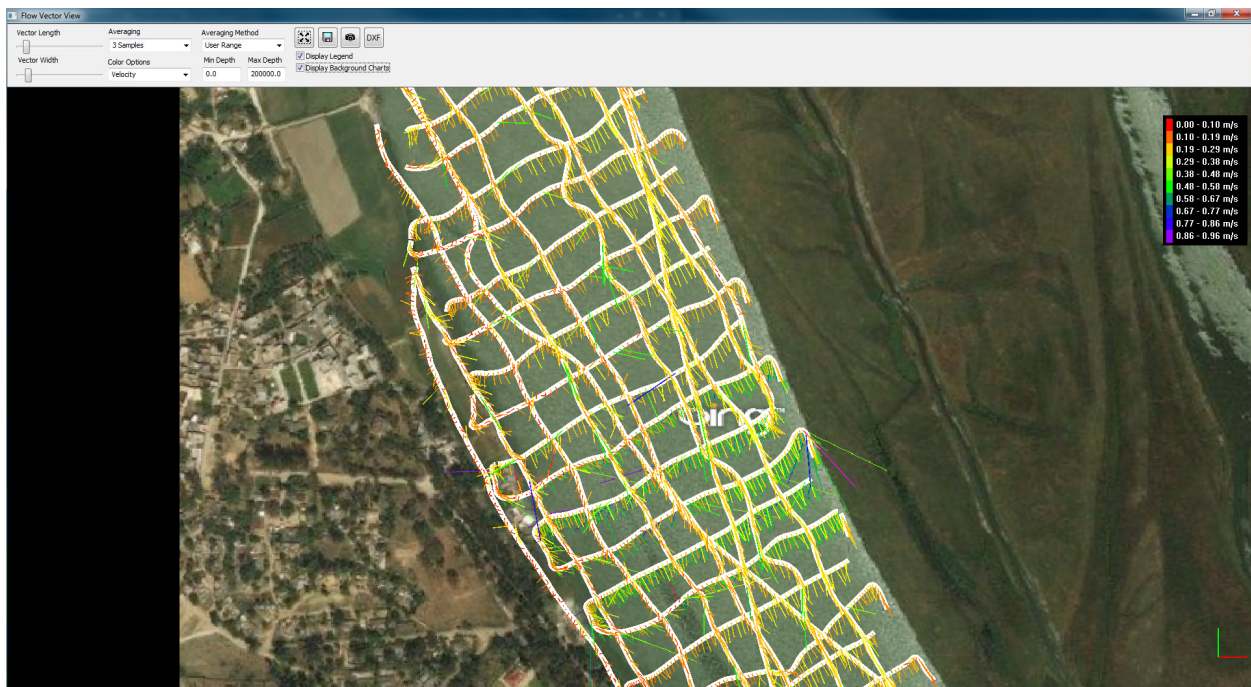 Flow Vector View
Vector Length
Averaging
Averaging Method
3 Samples
User Range
DXF
Display Legend
Vector Width
Color Options
Min Depth
Max Depth
Display Background Charts
Velocity
0.0
200000.0
0.00 - 0.10 m/s
0.10 - 0.19 m/s
0.19 - 0.29 m/s
0.29 - 0.38 m/s
0.38 - 0.48 m/s
0.48 - 0.58 m/s
0.58 - 0.67 m/s
0.67 - 0.77 m/s
0.77 - 0.86 m/s
0.86 - 0.96 m/s
bing™